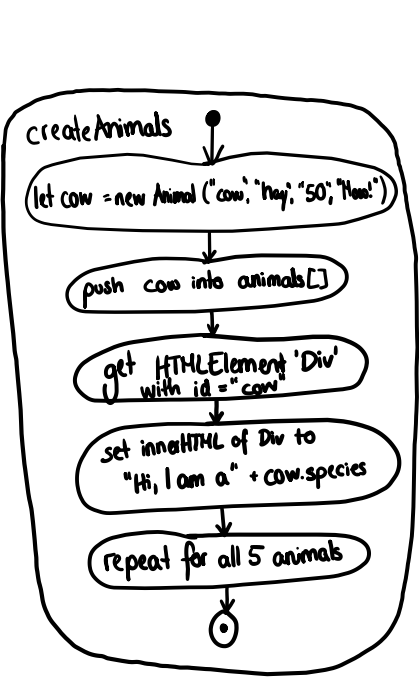 createAnimals
let cow = new Animal ("cow", "hay", "50", "Mooo!")
push cow into animals[]
get HTMLElement 'Div'
with id = "cow"
set innerHTML of Div to
"Hi, I am a" + cow.species
repeat for all 5 animals